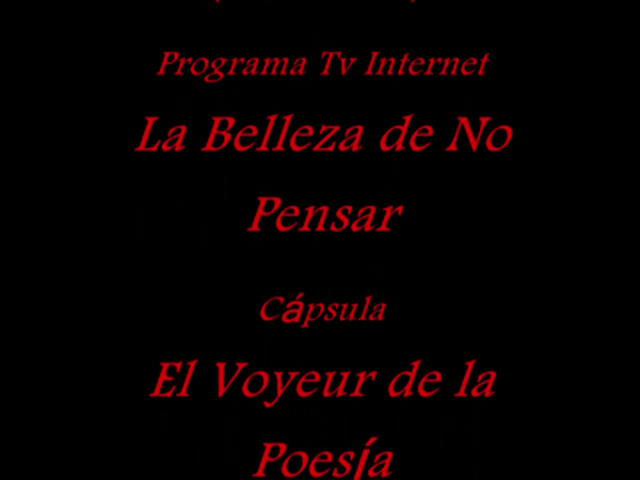 Programa Tv Internet
La Belleza de No
Pensar
Cápsula
El Voyeur de la
Poesía